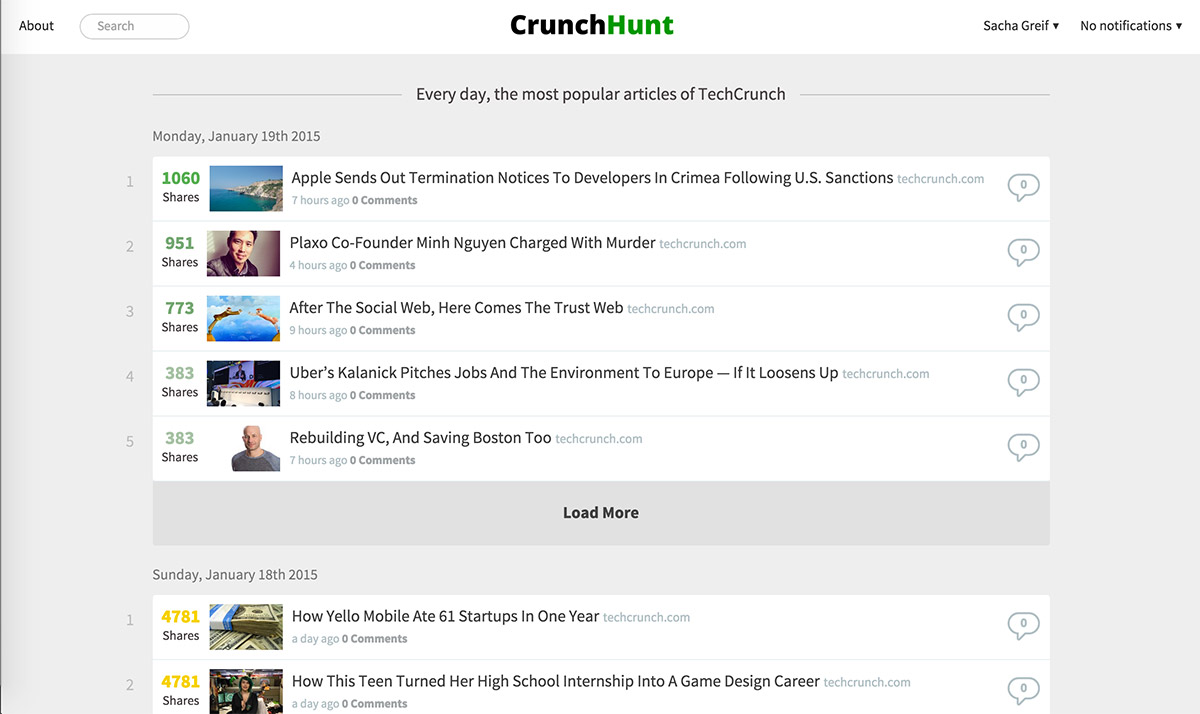 About
Search
CrunchHunt
Sacha Greif ▾
No notifications ▾
Every day, the most popular articles of TechCrunch
Monday, January 19th 2015
1
1060
Shares
Apple Sends Out Termination Notices To Developers In Crimea Following U.S. Sanctions techcrunch.com
7 hours ago 0 Comments
0
2
951
Shares
Plaxo Co-Founder Minh Nguyen Charged With Murder techcrunch.com
4 hours ago 0 Comments
0
3
773
Shares
After The Social Web, Here Comes The Trust Web techcrunch.com
9 hours ago 0 Comments
0
4
383
Shares
Uber’s Kalanick Pitches Jobs And The Environment To Europe — If It Loosens Up techcrunch.com
8 hours ago 0 Comments
0
5
383
Shares
Rebuilding VC, And Saving Boston Too techcrunch.com
7 hours ago 0 Comments
0
Load More
Sunday, January 18th 2015
1
4781
Shares
How Yello Mobile Ate 61 Startups In One Year techcrunch.com
a day ago 0 Comments
0
2
4781
Shares
How This Teen Turned Her High School Internship Into A Game Design Career techcrunch.com
a day ago 0 Comments
0